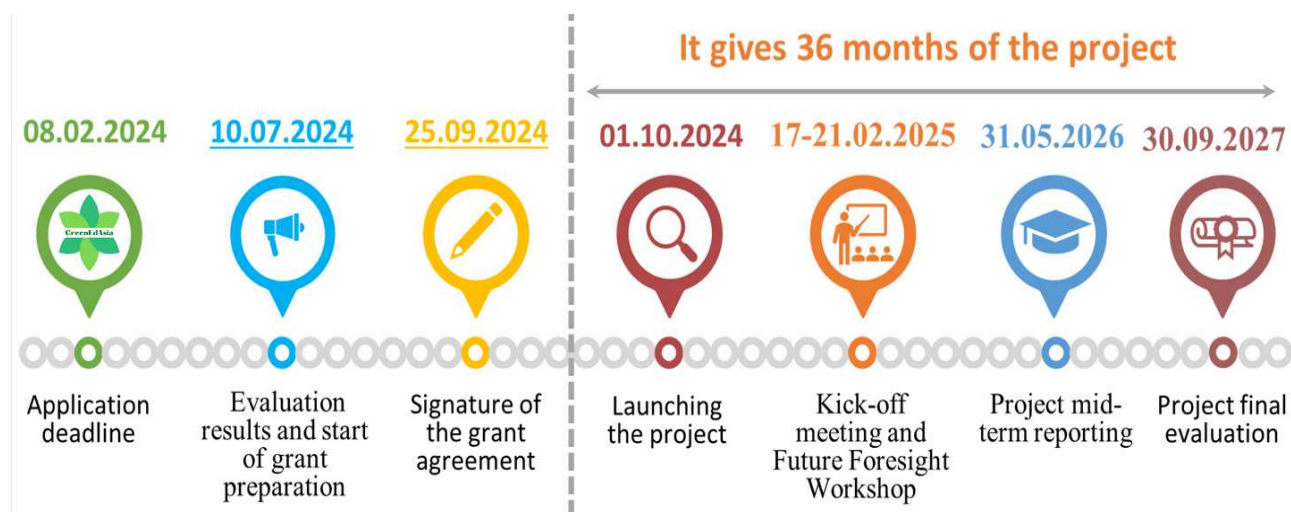 It gives 36 months of the project
08.02.2024
10.07.2024
25.09.2024
01.10.2024
17-21.02.2025
31.05.2026
30.09.2027
GreenEdAsia
Application
deadline
Evaluation
results and start
of grant
preparation
Signature of
the grant
agreement
Launching
the project
Kick-off
meeting and
Future Foresight
Workshop
Project mid-
term reporting
Project final
evaluation